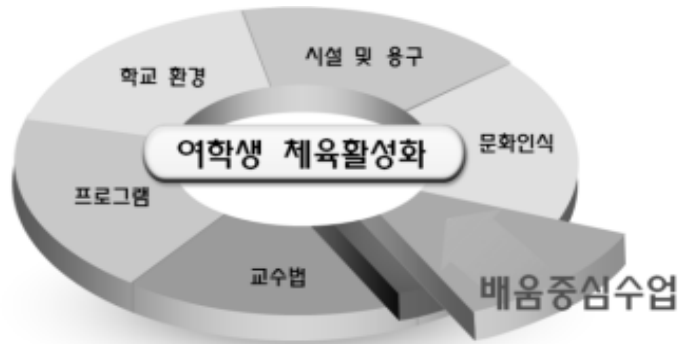 시설 및 용구
학교 환경
문화인식
여학생 체육활성화
프로그램
교수법
배움중심수업